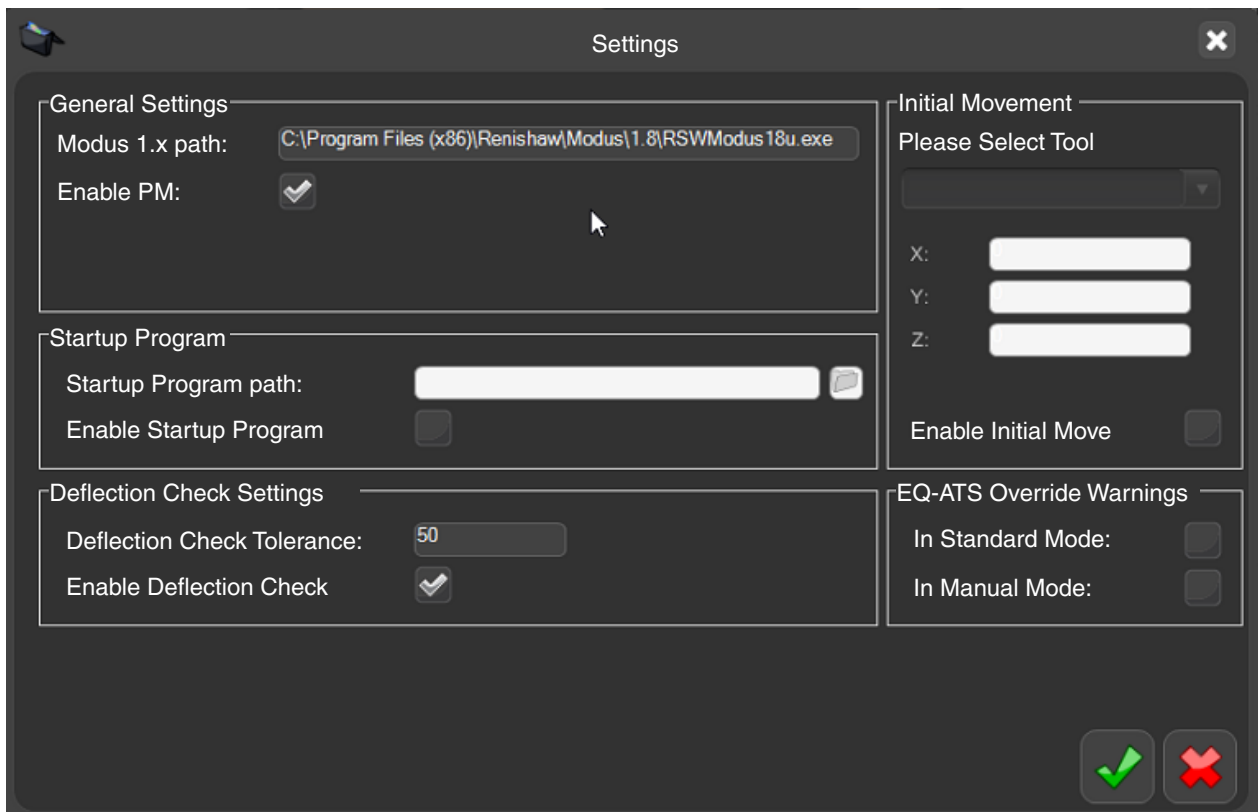 Settings
General Settings
Modus 1.x path:
C:\Program Files (x86)\Renishaw\Modus\1.8\RSWModus18u.exe
Enable PM:
Startup Program
Startup Program path:
Enable Startup Program
Deflection Check Settings
Deflection Check Tolerance:
50
Enable Deflection Check
Initial Movement
Please Select Tool
X:
Y:
Z:
Enable Initial Move
EQ-ATS Override Warnings
In Standard Mode:
In Manual Mode: